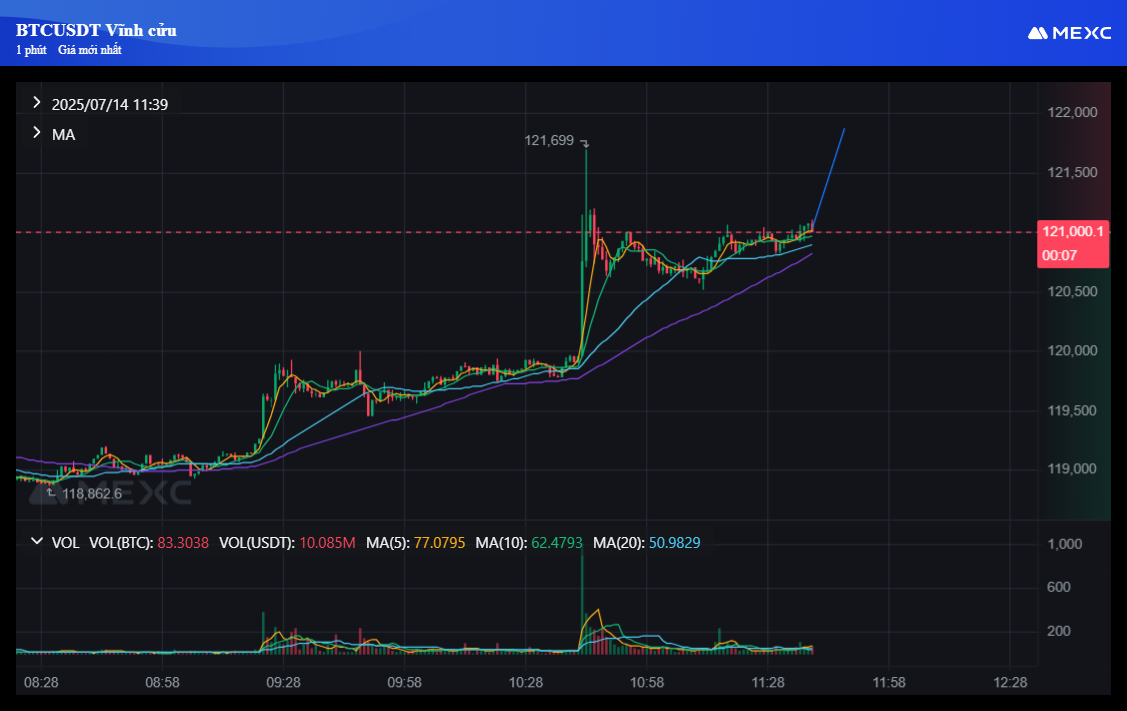 BTCUSDT Vĩnh cửu
1 phút Giá mới nhất
MEXC
2025/07/14 11:39
MA
122,000
121,699
121,500
121,000.1
00:07
120,500
120,000
119,500
119,000
118,862.6
MEXC
VOL VOL(BTC): 83.3038 VOL(USDT): 10.085M MA(5): 77.0795 MA(10): 62.4793 MA(20): 50.9829
1,000
600
200
08:28 08:58 09:28 09:58 10:28 10:58 11:28 11:58 12:28